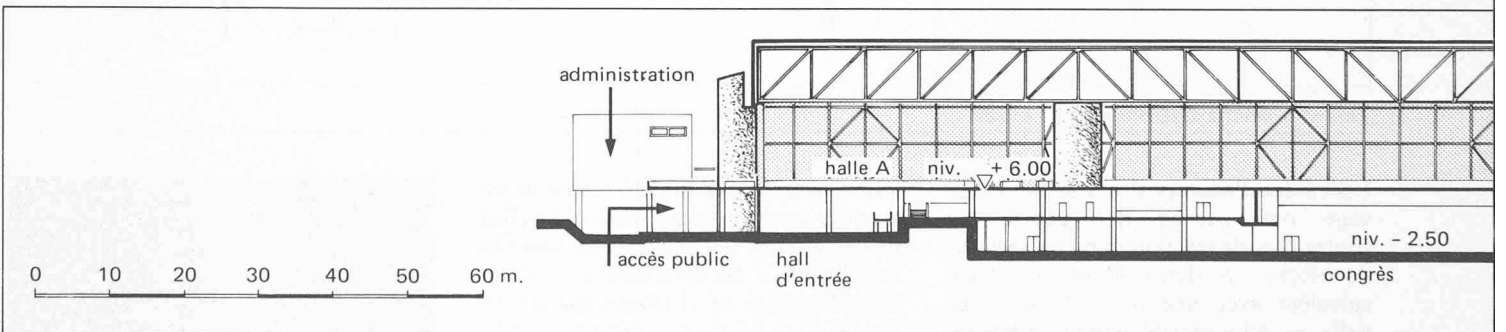 administration
halle A niv. + 6.00
niv. – 2.50
accès public
hall
d'entrée
congrès
0 10 20 30 40 50 60 m.